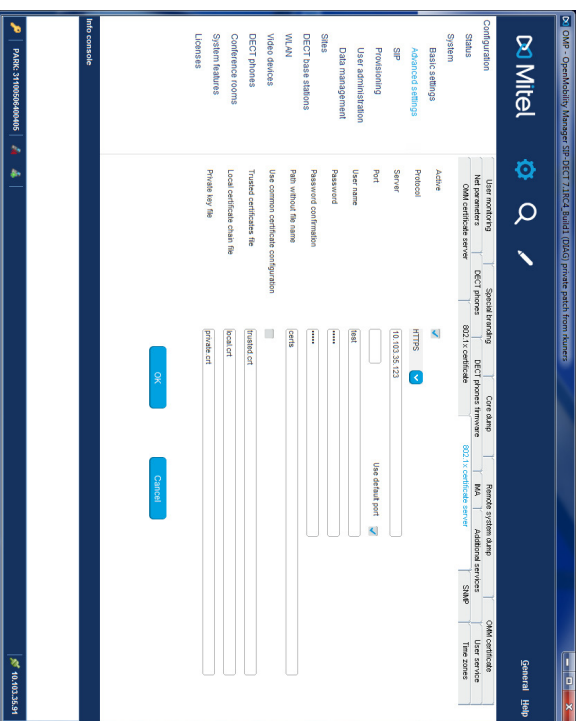 OMP - OpenMobility Manager SIP-DECT 7.1RC4_Build1 (DIAG) private patch from rkuners
Mitel
General Help
Configuration
Status
System
Basic settings
Advanced settings
SIP
Provisioning
User administration
Data management
Sites
DECT base stations
WLAN
Video devices
DECT phones
Conference rooms
System features
Licenses
User monitoring Special branding Core dump Remote system dump OMM certificate
Net parameters DECT phones DECT phones firmware IMA Additional services User service
OMM certificate server 802.1x certificate 802.1x certificate server SNMP Time zones
Active
Protocol HTTPS
Server 10.103.35.123
Port Use default port
User name test
Password •••••
Password confirmation •••••
Path without file name certs
Use common certificate configuration
Trusted certificates file trusted.crt
Local certificate chain file local.crt
Private key file private.crt
OK Cancel
Info console
PARK: 31100506400405 10.103.35.91